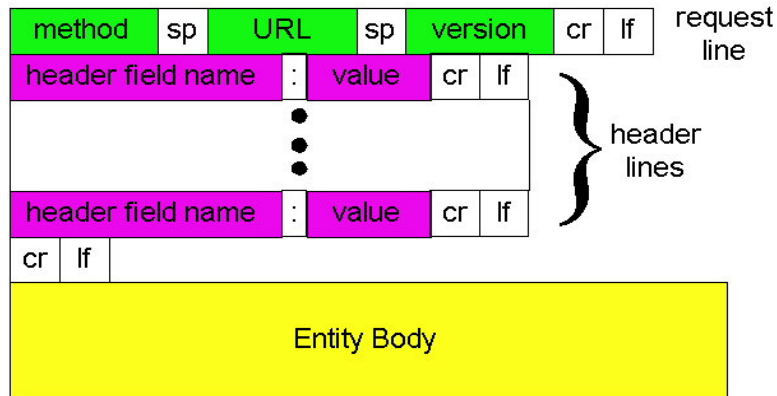 method sp URL sp version cr lf request line
header field name : value cr lf
header lines
header field name : value cr lf
cr lf
Entity Body